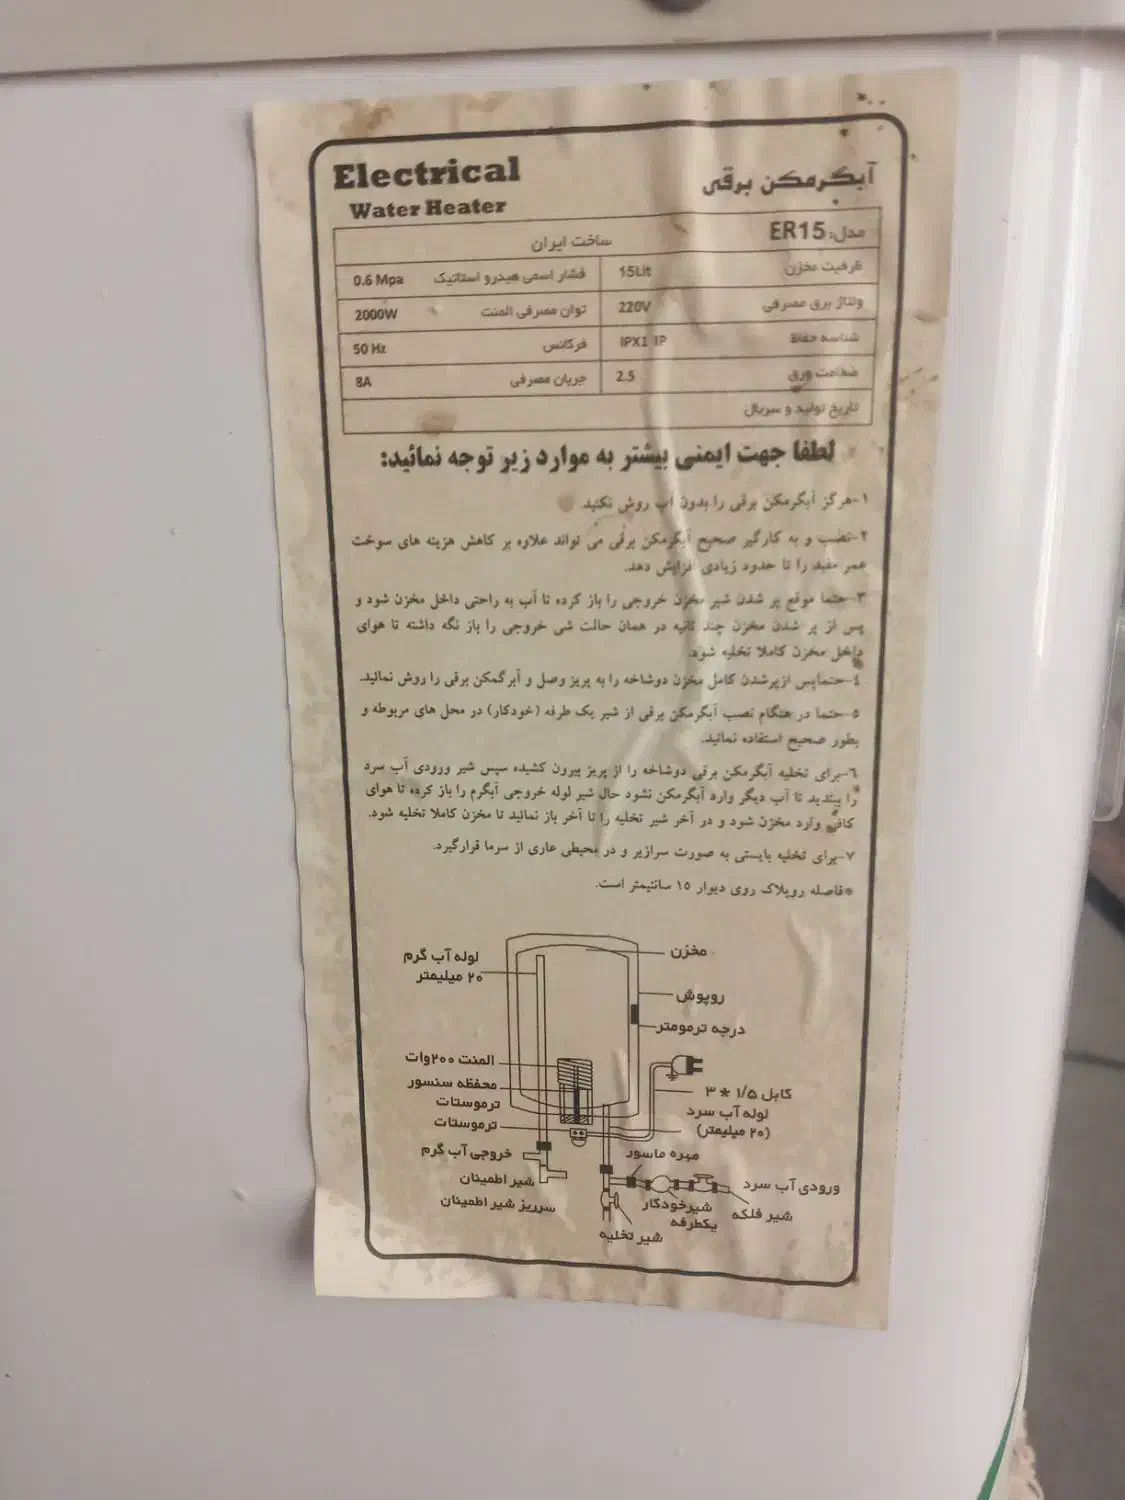 Electrical
Water Heater
آبگرمکن برقی
مدل: ER15
ساخت ایران
ظرفیت مخزن 15Lit
فشار اسمی هیدرو استاتیک 0.6 Mpa
ولتاژ برق مصرفی 220V
توان مصرفی المنت 2000W
شناسه حفاظ IPX1 IP
فرکانس 50 Hz
ضخامت ورق 2.5
جریان مصرفی 8A
تاریخ تولید و سریال
لطفا جهت ایمنی بیشتر به موارد زیر توجه نمائید:
۱-هرگز آبگرمکن برقی را بدون آب روش نکنید.
۲-نصب و به کارگیر صحیح آبگرمکن برقی می تواند علاوه بر کاهش هزینه های سوخت
عمر مفید را تا حدود زیادی افزایش دهد.
۳-حتما موقع پر شدن شیر مخزن خروجی را باز کرده تا آب به راحتی داخل مخزن شود و
پس از پر شدن مخزن چند ثانیه در همان حالت شی خروجی را باز نگه داشته تا هوای
داخل مخزن کاملا تخلیه شود.
٤-حتماپس ازپرشدن کامل مخزن دوشاخه را به پریز وصل و آبرگمکن برقی را روش نمائید.
٥-حتما در هنگام نصب آبگرمکن برقی از شیر یک طرفه (خودکار) در محل های مربوطه و
بطور صحیح استفاده نمائید.
٦-برای تخلیه آبگرمکن برقی دوشاخه را از پریز بیرون کشیده سپس شیر ورودی آب سرد
را ببندید تا آب دیگر وارد آبگرمکن نشود حال شیر لوله خروجی آبگرم را باز کرده تا هوای
کافی وارد مخزن شود و در آخر شیر تخلیه را تا آخر باز نمائید تا مخزن کاملا تخلیه شود.
۷-برای تخلیه بایستی به صورت سرازیر و در محیطی عاری از سرما قرارگیرد.
*فاصله روپلاک روی دیوار ۱٥ سانتیمتر است.
مخزن
لوله آب گرم
۲۰ میلیمتر
روپوش
درجه ترمومتر
المنت ۲۰۰وات
محفظه سنسور
ترموستات
ترموستات
کابل ۱/۵ * ۳
لوله آب سرد
(۲۰ میلیمتر)
خروجی آب گرم
مهره ماسور
شیر اطمینان
ورودی آب سرد
سرریز شیر اطمینان
شیرخودکار
یکطرفه
شیر فلکه
شیر تخلیه